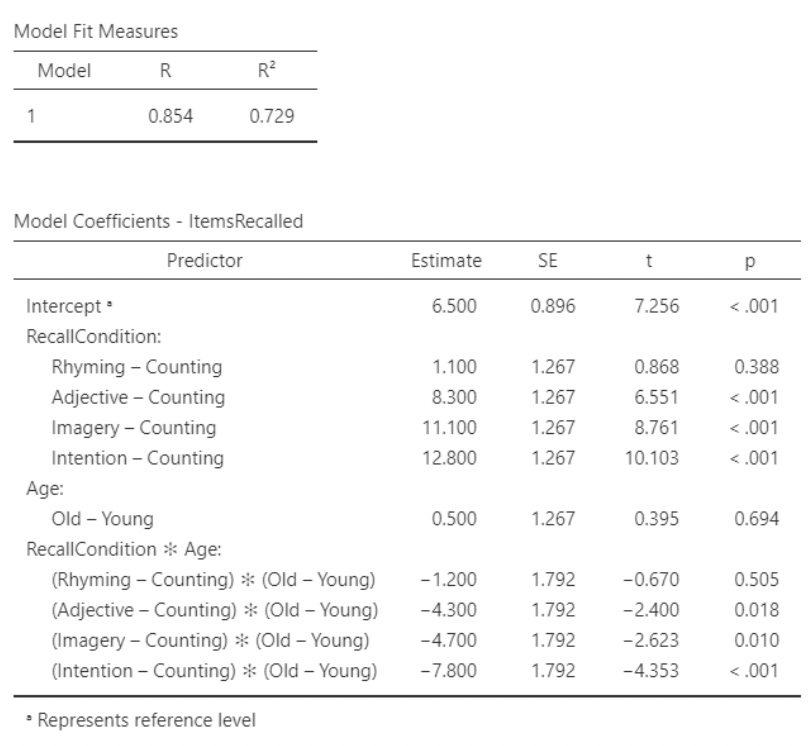 Model Fit Measures
Model R R²
1 0.854 0.729
Model Coefficients - ItemsRecalled
Predictor Estimate SE t p
Intercept ᵃ 6.500 0.896 7.256 < .001
RecallCondition:
Rhyming – Counting 1.100 1.267 0.868 0.388
Adjective – Counting 8.300 1.267 6.551 < .001
Imagery – Counting 11.100 1.267 8.761 < .001
Intention – Counting 12.800 1.267 10.103 < .001
Age:
Old – Young 0.500 1.267 0.395 0.694
RecallCondition ✻ Age:
(Rhyming – Counting) ✻ (Old – Young) −1.200 1.792 −0.670 0.505
(Adjective – Counting) ✻ (Old – Young) −4.300 1.792 −2.400 0.018
(Imagery – Counting) ✻ (Old – Young) −4.700 1.792 −2.623 0.010
(Intention – Counting) ✻ (Old – Young) −7.800 1.792 −4.353 < .001
ᵃ Represents reference level